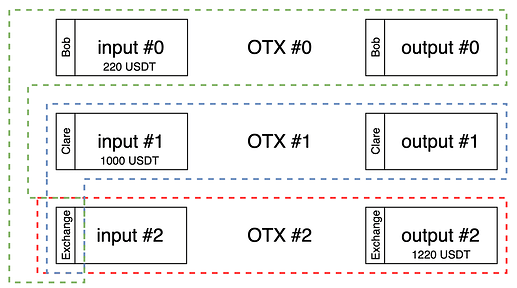 Bob
input #0
220 USDT
OTX #0
Bob
output #0
Clare
input #1
1000 USDT
OTX #1
Clare
output #1
Exchange
input #2
OTX #2
Exchange
output #2
1220 USDT